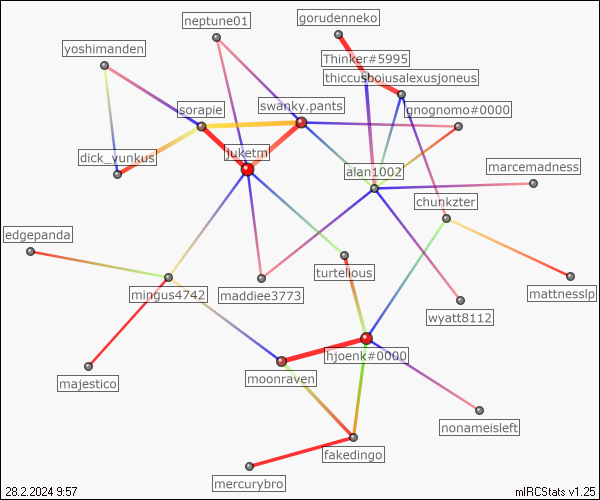 gorudenneko
neptune01
yoshimanden
Thinker#5995
thiccusboiusalexusjoneus
swanky.pants
sorapie
gnognomo#0000
juketm
dick_yunkus
alan1002
marcemadness
chunkzter
edgepanda
turtelious
mingus4742
maddiee3773
mattnesslp
wyatt8112
hjoenk#0000
moonraven
majestico
nonameisleft
fakedingo
mercurybro
28.2.2024 9:57
mIRCStats v1.25